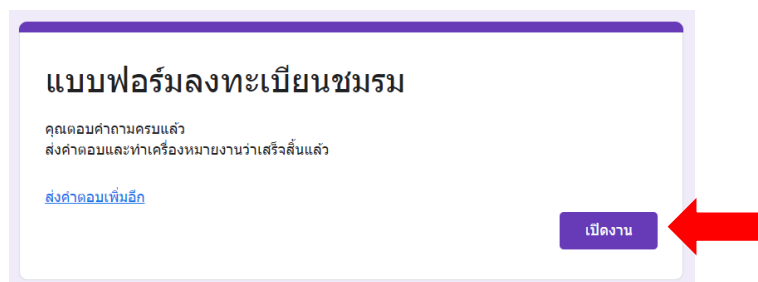 แบบฟอร์มลงทะเบียนชมรม
คุณตอบคำถามครบแล้ว
ส่งคำตอบและทำเครื่องหมายงานว่าเสร็จสิ้นแล้ว
ส่งคำตอบเพิ่มอีก
เปิดงาน